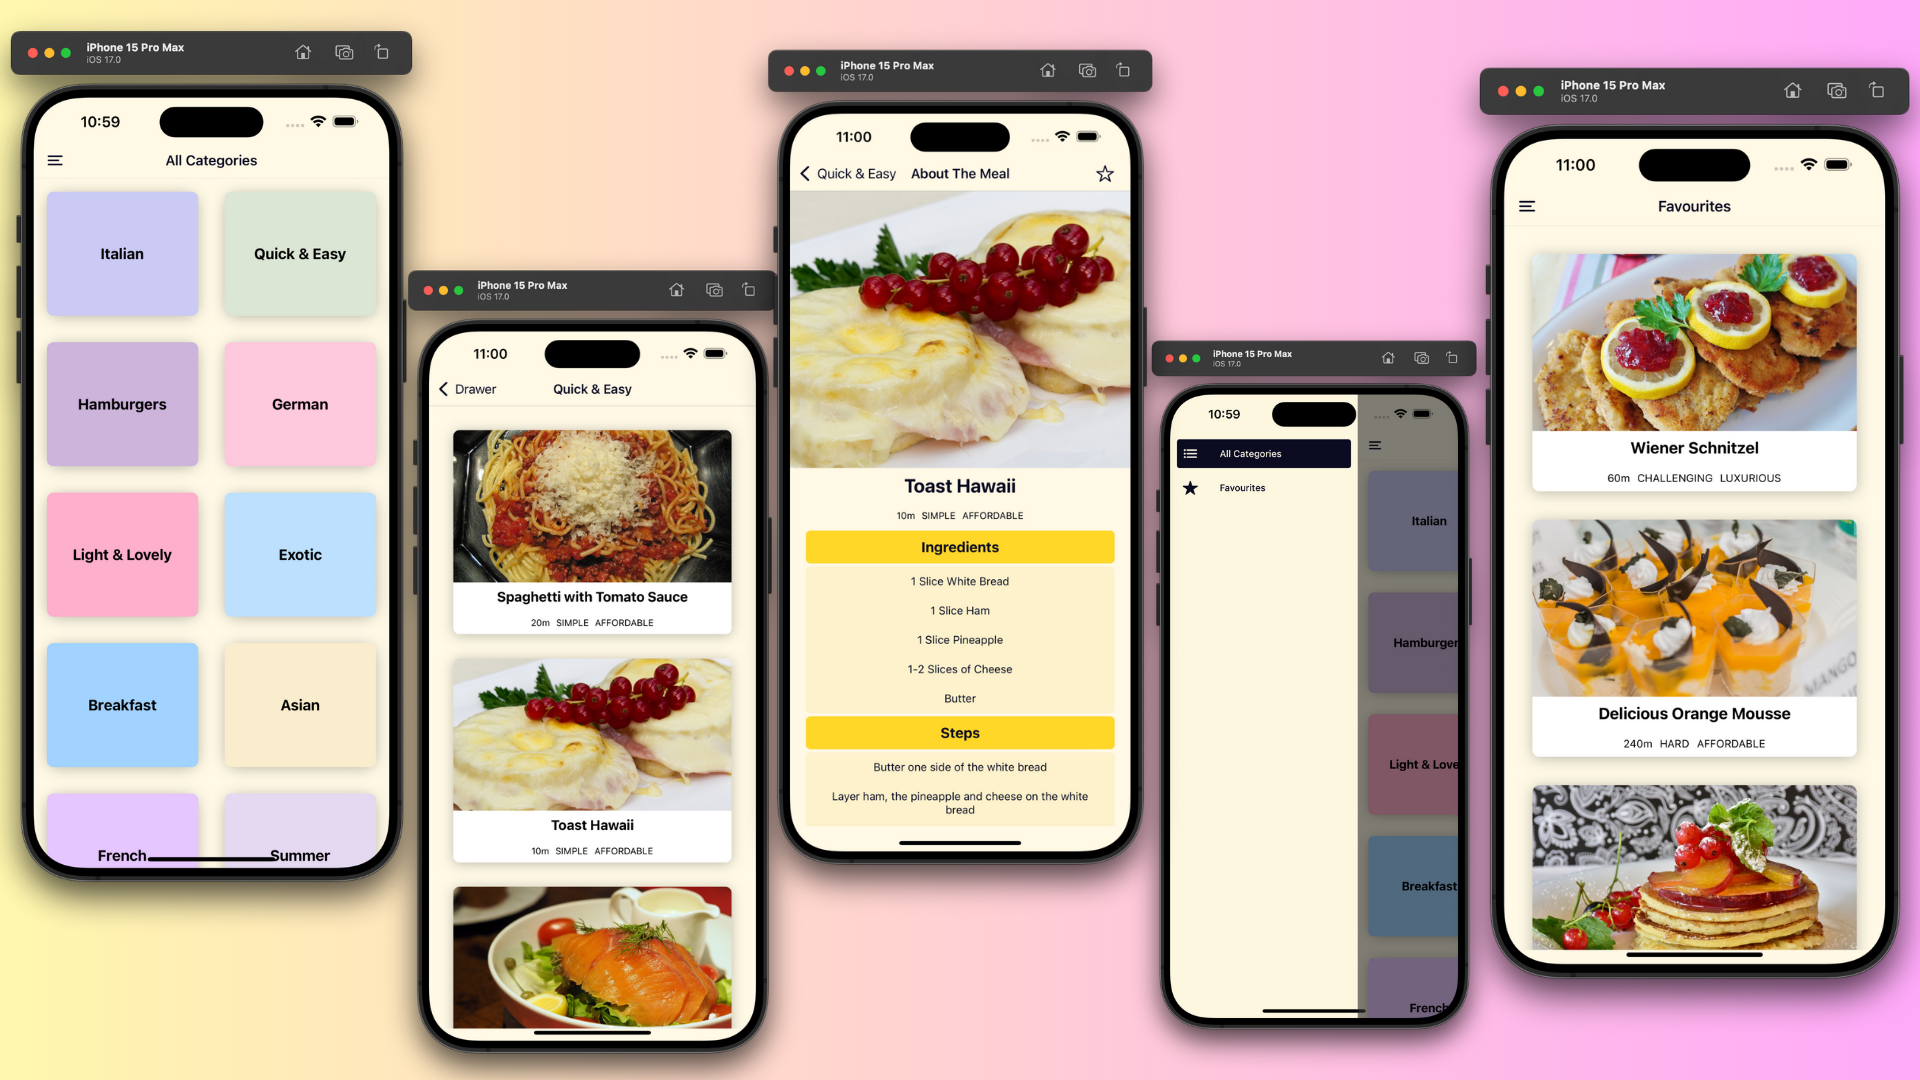 iPhone 15 Pro Max
iOS 17.0
10:59
All Categories
Italian
Quick & Easy
Hamburgers
German
Light & Lovely
Exotic
Breakfast
Asian
French
Summer
iPhone 15 Pro Max
iOS 17.0
11:00
Drawer
Quick & Easy
Spaghetti with Tomato Sauce
20m SIMPLE AFFORDABLE
Toast Hawaii
10m SIMPLE AFFORDABLE
iPhone 15 Pro Max
iOS 17.0
11:00
Quick & Easy
About The Meal
Toast Hawaii
10m SIMPLE AFFORDABLE
Ingredients
1 Slice White Bread
1 Slice Ham
1 Slice Pineapple
1-2 Slices of Cheese
Butter
Steps
Butter one side of the white bread
Layer ham, the pineapple and cheese on the white
bread
iPhone 15 Pro Max
iOS 17.0
10:59
All Categories
Favourites
Italian
Hamburger
Light & Love
Breakfast
French
iPhone 15 Pro Max
iOS 17.0
11:00
Favourites
Wiener Schnitzel
60m CHALLENGING LUXURIOUS
MANGO
Delicious Orange Mousse
240m HARD AFFORDABLE